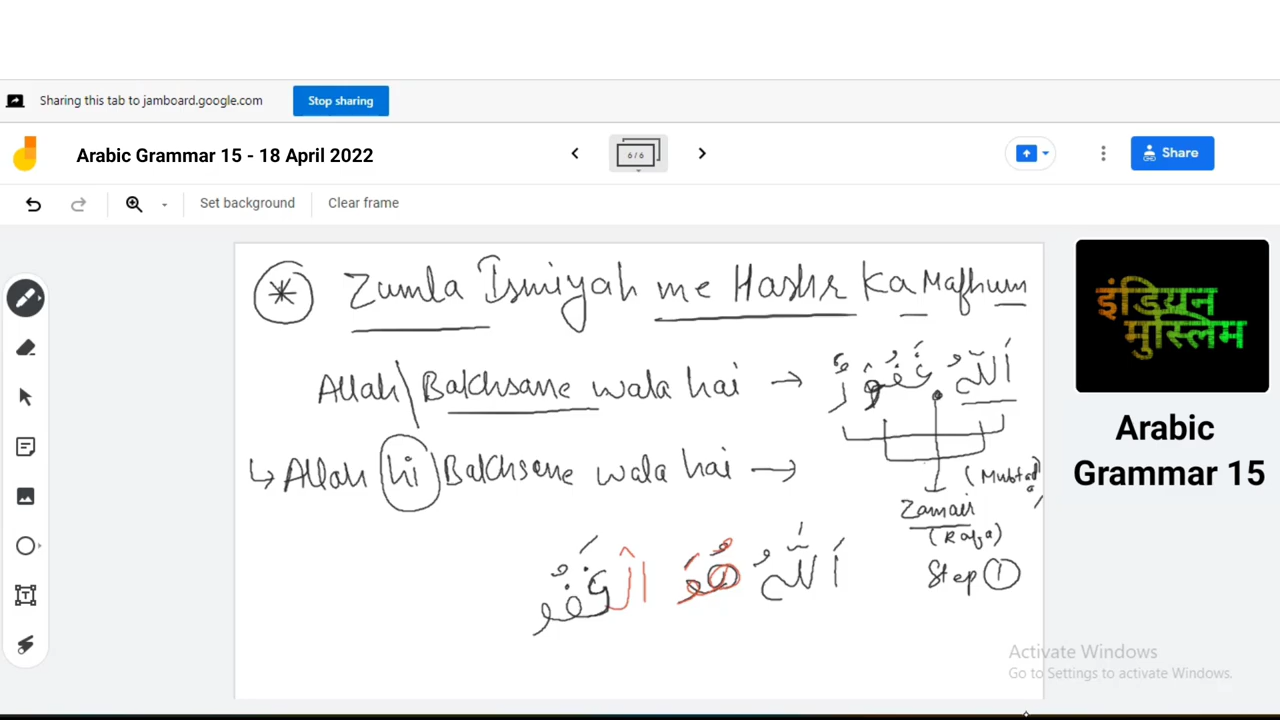 Sharing this tab to jamboard.google.com
Stop sharing
Arabic Grammar 15 - 18 April 2022
6/6
Share
Set background
Clear frame
* Zumla Ismiyah me Hashr Ka Mafhum
Allah Bakhsane wala hai → اَللّٰهُ غَفُوْرٌ
Allah hi Bakhsane wala hai →
(Mubtada)
Zamair
(Rafa)
Step 1
اَللّٰهُ هُوَ الْغَفُو
इंडियन
मुस्लिम
Arabic
Grammar 15
Activate Windows
Go to Settings to activate Windows.